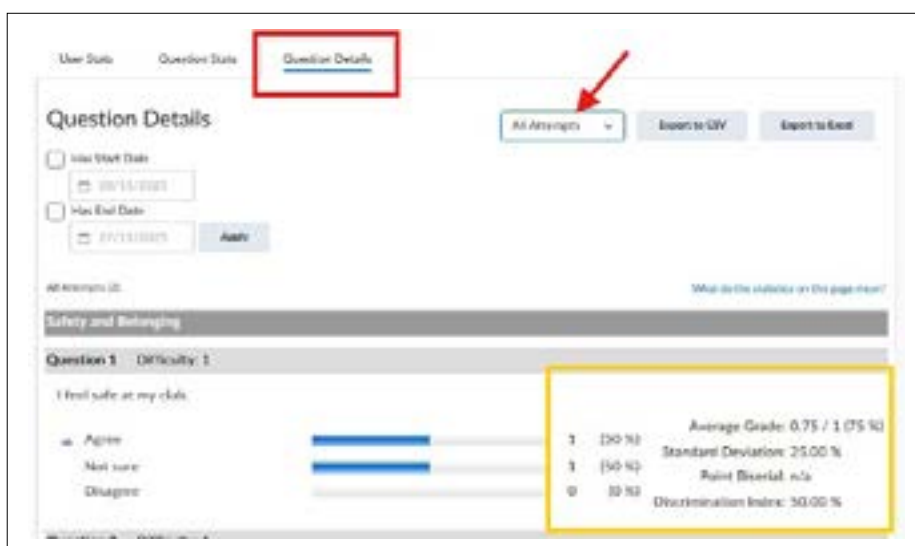 User Stats Question Stats Question Details
Question Details
All Attempts Export to CSV Export to Excel
Has Start Date
Has End Date
Apply
All Attempts
What do the statistics on this page mean?
Safety and Belonging
Question 1 Difficulty: 1
I feel safe at my club.
Agree 1 (50 %)
Not sure 1 (50 %)
Disagree 0 (0 %)
Average Grade: 0.75 / 1 (75 %)
Standard Deviation: 25.00 %
Point Biserial: n/a
Discrimination Index: 50.00 %